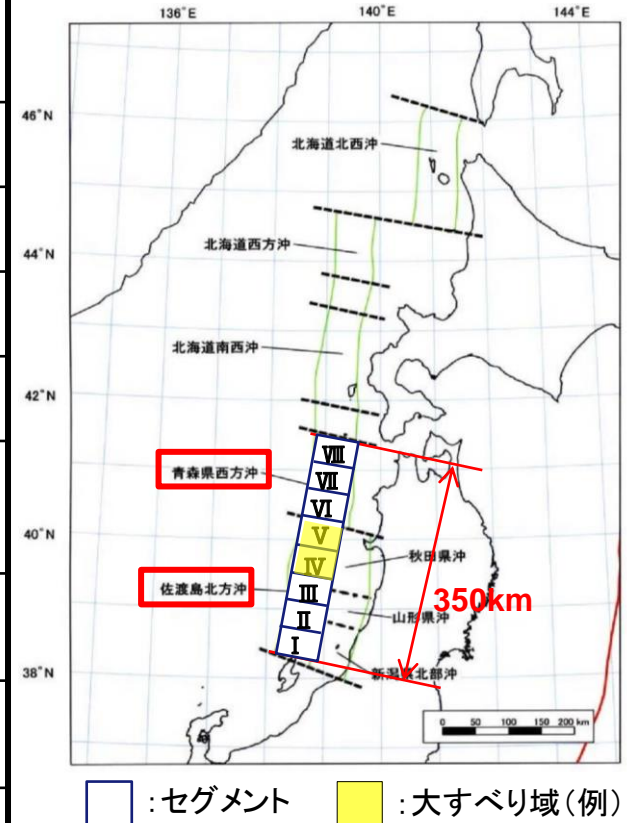 136°E 140°E 144°E
46°N
北海道北西沖
44°N
北海道西方沖
北海道南西沖
42°N
Ⅷ
青森県西方沖
Ⅶ
Ⅵ
40°N
Ⅴ
秋田県沖
Ⅳ
佐渡島北方沖
Ⅲ
350km
山形県沖
Ⅱ
Ⅰ
新潟県北部沖
38°N
0 50 100 150 200 km
:セグメント :大すべり域(例)